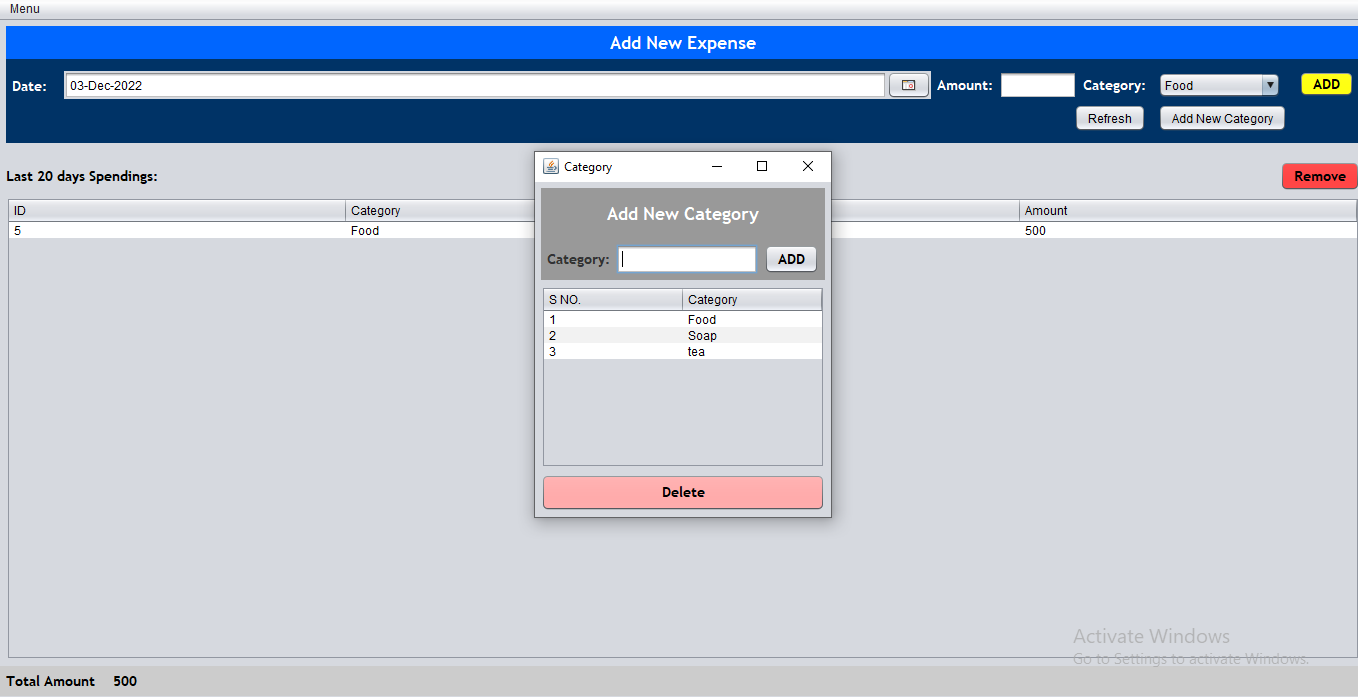 Menu
Add New Expense
Date: 03-Dec-2022 Amount: Category: Food ADD
Refresh Add New Category
Last 20 days Spendings: Remove
ID Category Amount
5 Food 500
Category
Add New Category
Category: ADD
S NO. Category
1 Food
2 Soap
3 tea
Delete
Activate Windows
Go to Settings to activate Windows.
Total Amount 500